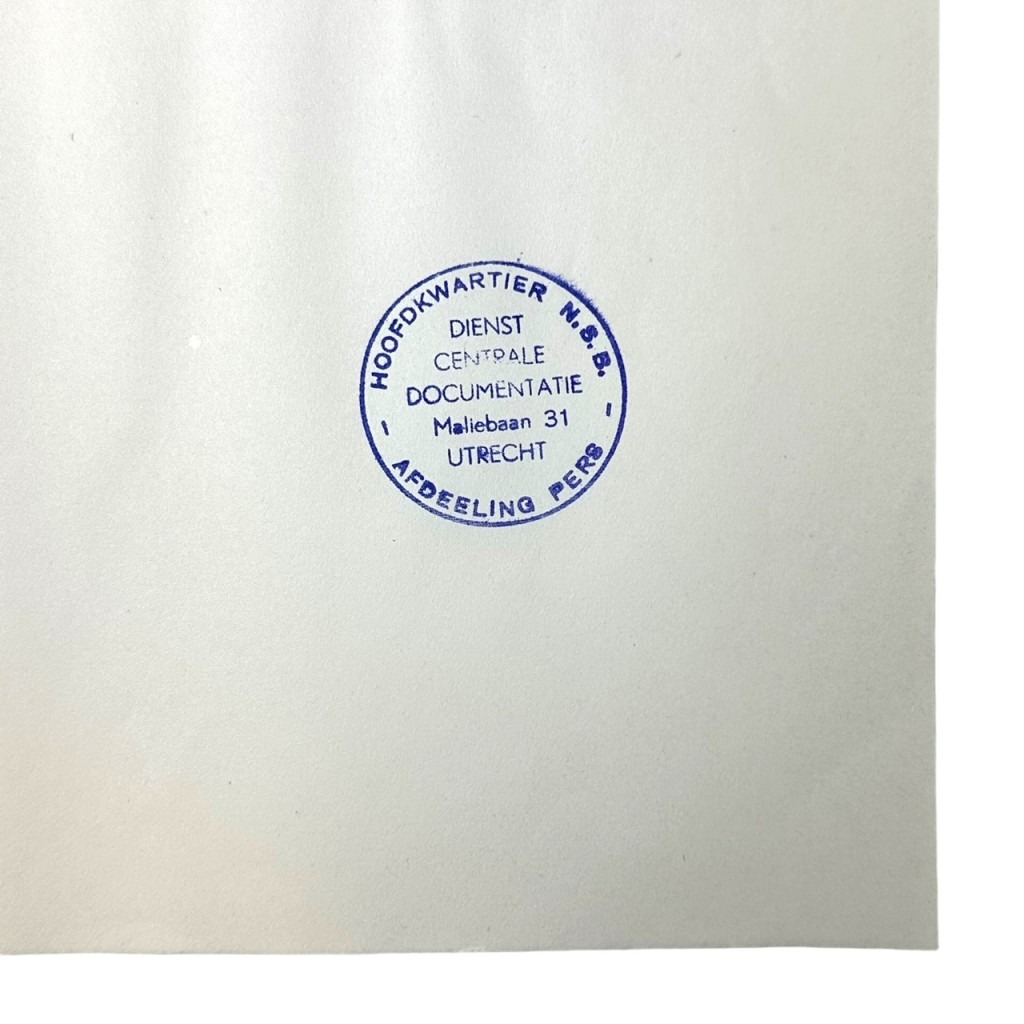 HOOFDKWARTIER N.S.B.
DIENST
CENTRALE
DOCUMENTATIE
Maliebaan 31
UTRECHT
- AFDEELING PERS -